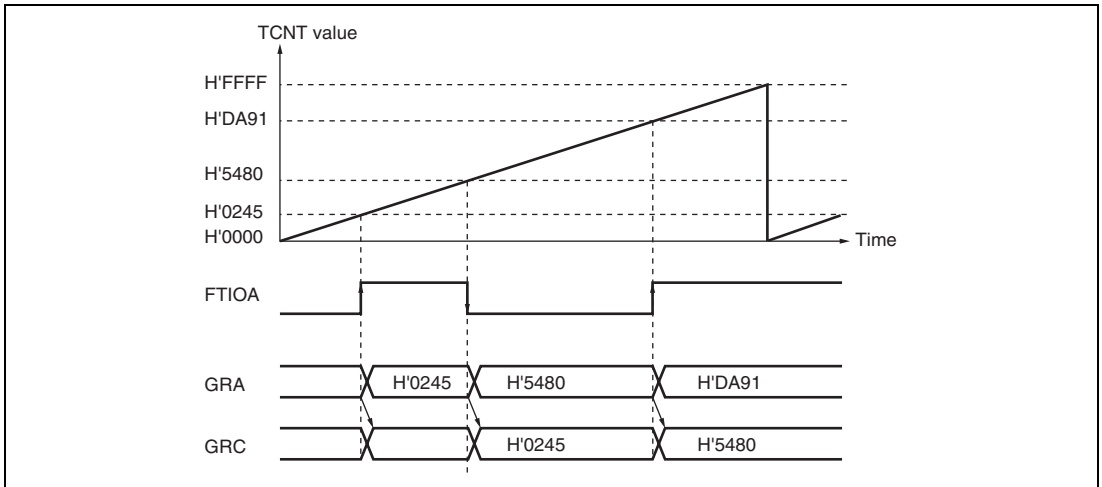 TCNT value
H'FFFF
H'DA91
H'5480
H'0245
H'0000
Time
FTIOA
GRA H'0245 H'5480 H'DA91
GRC H'0245 H'5480